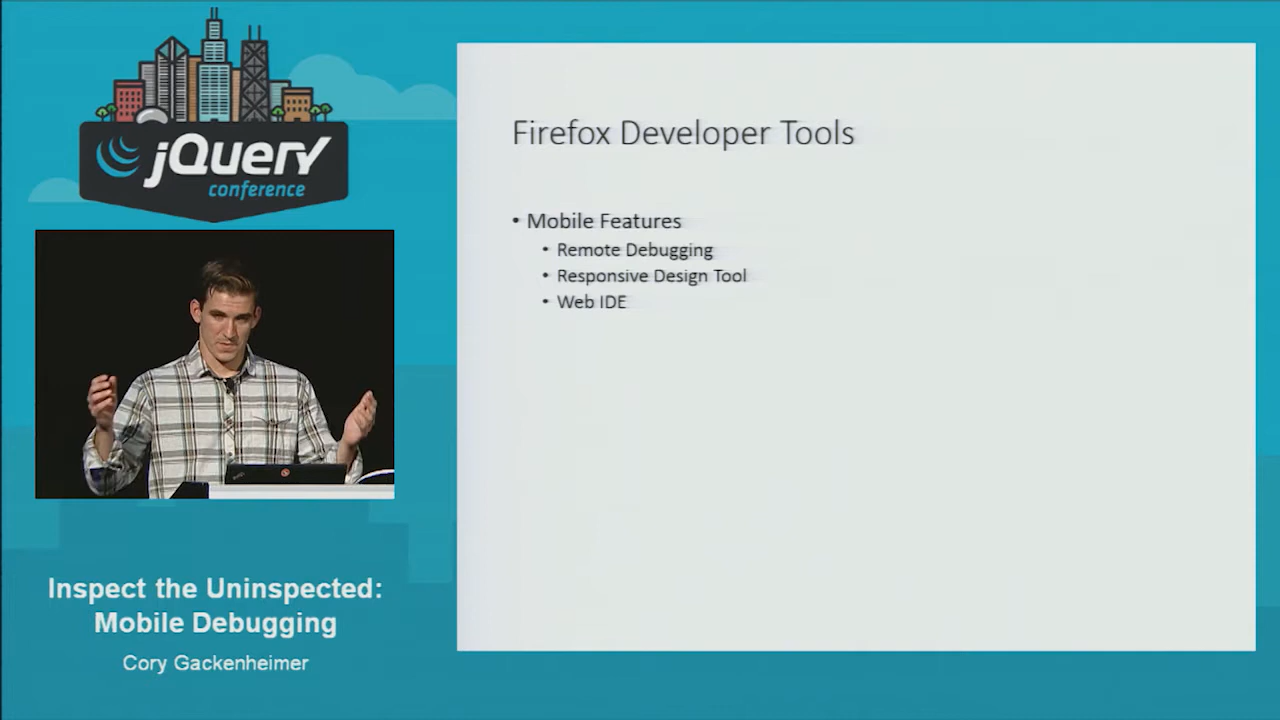 jQuery
conference
Firefox Developer Tools
• Mobile Features
• Remote Debugging
• Responsive Design Tool
• Web IDE
Inspect the Uninspected:
Mobile Debugging
Cory Gackenheimer